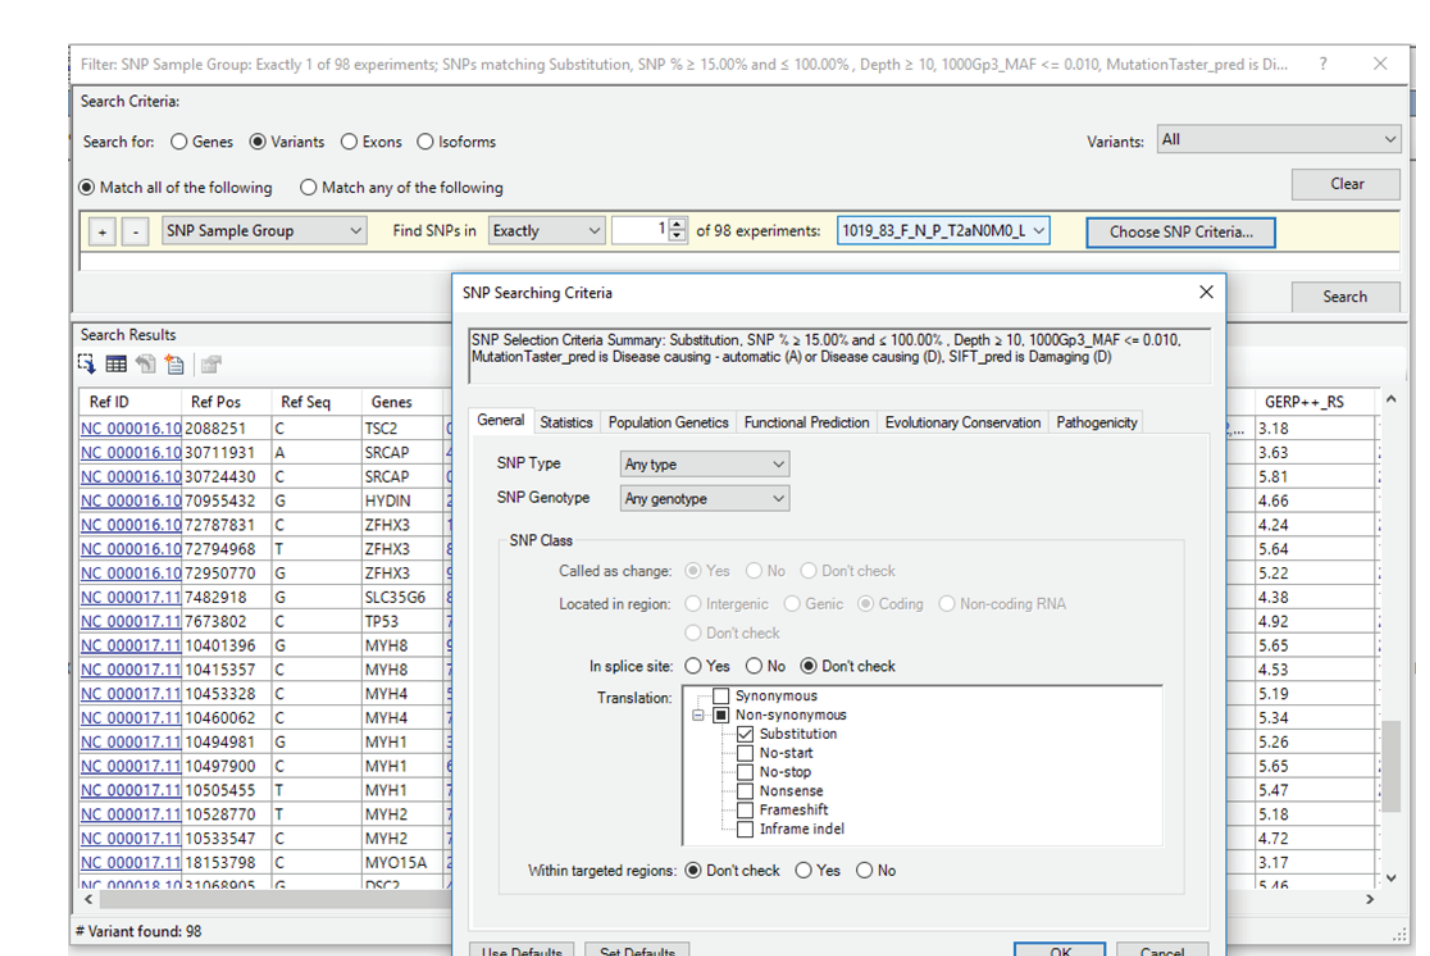 Filter: SNP Sample Group: Exactly 1 of 98 experiments; SNPs matching Substitution, SNP % ≥ 15.00% and ≤ 100.00% , Depth ≥ 10, 1000Gp3_MAF <= 0.010, MutationTaster_pred is Di... ?
Search Criteria:
Search for: Genes Variants Exons Isoforms Variants: All
Match all of the following Match any of the following Clear
+ - SNP Sample Group Find SNPs in Exactly 1 of 98 experiments: 1019_83_F_N_P_T2aN0M0_L Choose SNP Criteria...
Search
SNP Searching Criteria
SNP Selection Criteria Summary: Substitution, SNP % ≥ 15.00% and ≤ 100.00% , Depth ≥ 10, 1000Gp3_MAF <= 0.010,
MutationTaster_pred is Disease causing - automatic (A) or Disease causing (D), SIFT_pred is Damaging (D)
General Statistics Population Genetics Functional Prediction Evolutionary Conservation Pathogenicity
SNP Type Any type
SNP Genotype Any genotype
SNP Class
Called as change: Yes No Don't check
Located in region: Intergenic Genic Coding Non-coding RNA
Don't check
In splice site: Yes No Don't check
Translation: Synonymous
Non-synonymous
Substitution
No-start
No-stop
Nonsense
Frameshift
Inframe indel
Within targeted regions: Don't check Yes No
Use Defaults Set Defaults OK Cancel
Search Results
Ref ID Ref Pos Ref Seq Genes GERP++_RS
NC_000016.10 2088251 C TSC2 3.18
NC_000016.10 30711931 A SRCAP 3.63
NC_000016.10 30724430 C SRCAP 5.81
NC_000016.10 70955432 G HYDIN 4.66
NC_000016.10 72787831 C ZFHX3 4.24
NC_000016.10 72794968 T ZFHX3 5.64
NC_000016.10 72950770 G ZFHX3 5.22
NC_000017.11 7482918 G SLC35G6 4.38
NC_000017.11 7673802 C TP53 4.92
NC_000017.11 10401396 G MYH8 5.65
NC_000017.11 10415357 C MYH8 4.53
NC_000017.11 10453328 C MYH4 5.19
NC_000017.11 10460062 C MYH4 5.34
NC_000017.11 10494981 G MYH1 5.26
NC_000017.11 10497900 C MYH1 5.65
NC_000017.11 10505455 T MYH1 5.47
NC_000017.11 10528770 T MYH2 5.18
NC_000017.11 10533547 C MYH2 4.72
NC_000017.11 18153798 C MYO15A 3.17
NC_000018.10 31068905 G DSC2 5.46
# Variant found: 98